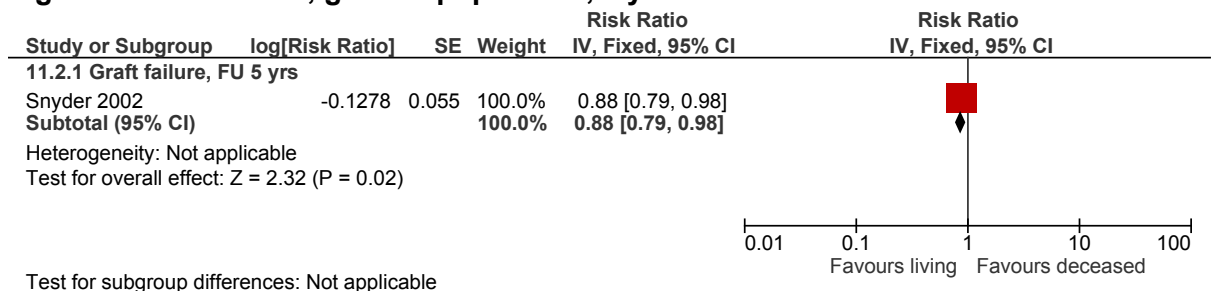 Risk Ratio Risk Ratio
Study or Subgroup log[Risk Ratio] SE Weight IV, Fixed, 95% CI IV, Fixed, 95% CI
11.2.1 Graft failure, FU 5 yrs
Snyder 2002 -0.1278 0.055 100.0% 0.88 [0.79, 0.98]
Subtotal (95% CI) 100.0% 0.88 [0.79, 0.98]
Heterogeneity: Not applicable
Test for overall effect: Z = 2.32 (P = 0.02)
0.01 0.1 1 10 100
Favours living Favours deceased
Test for subgroup differences: Not applicable